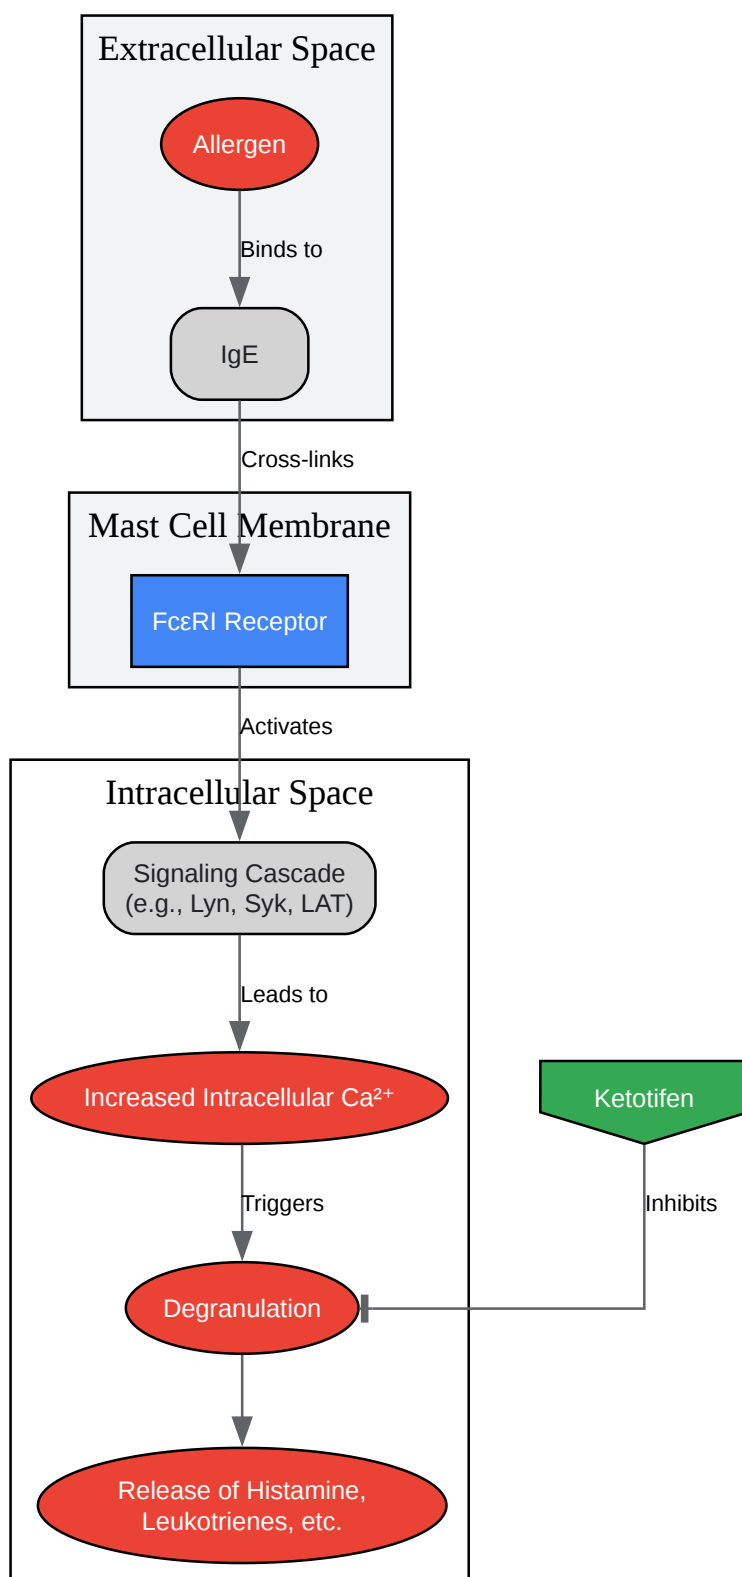 Extracellular Space
Allergen
Binds to
IgE
Cross-links
Mast Cell Membrane
FcεRI Receptor
Activates
Intracellular Space
Signaling Cascade
(e.g., Lyn, Syk, LAT)
Leads to
Increased Intracellular Ca²⁺
Ketotifen
Triggers
Inhibits
Degranulation
Release of Histamine,
Leukotrienes, etc.